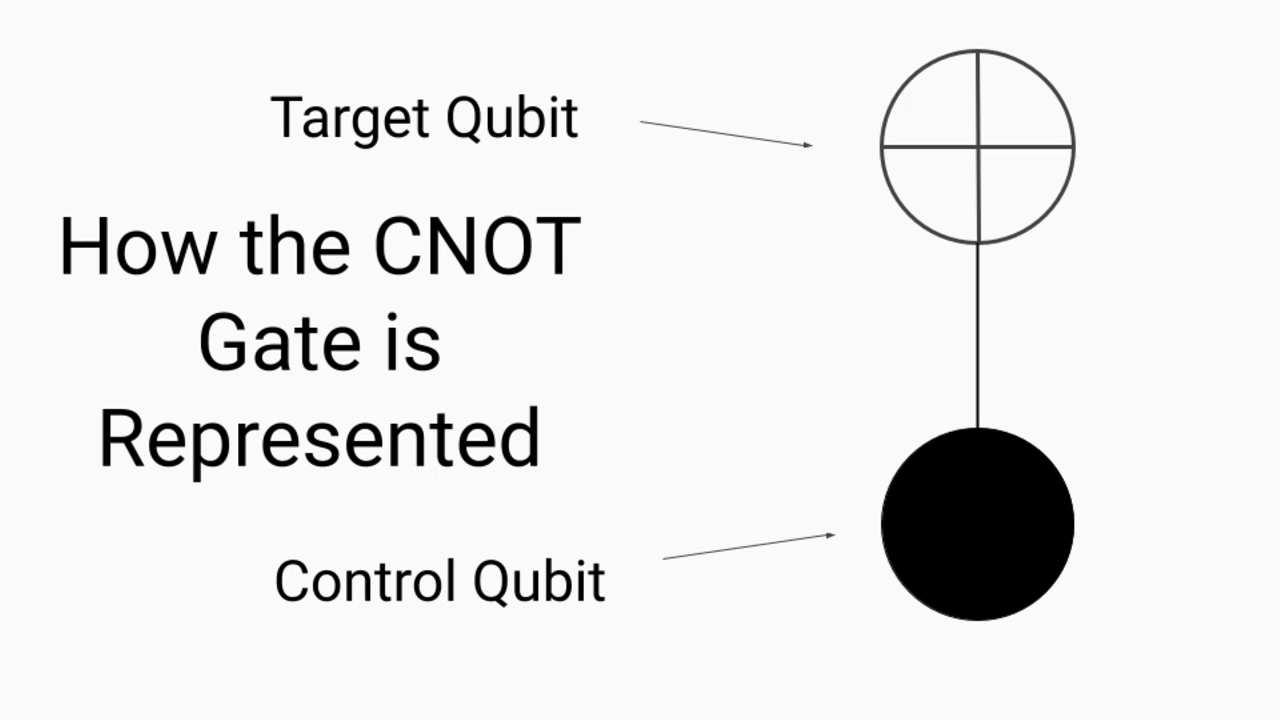 Target Qubit
How the CNOT
Gate is
Represented
Control Qubit